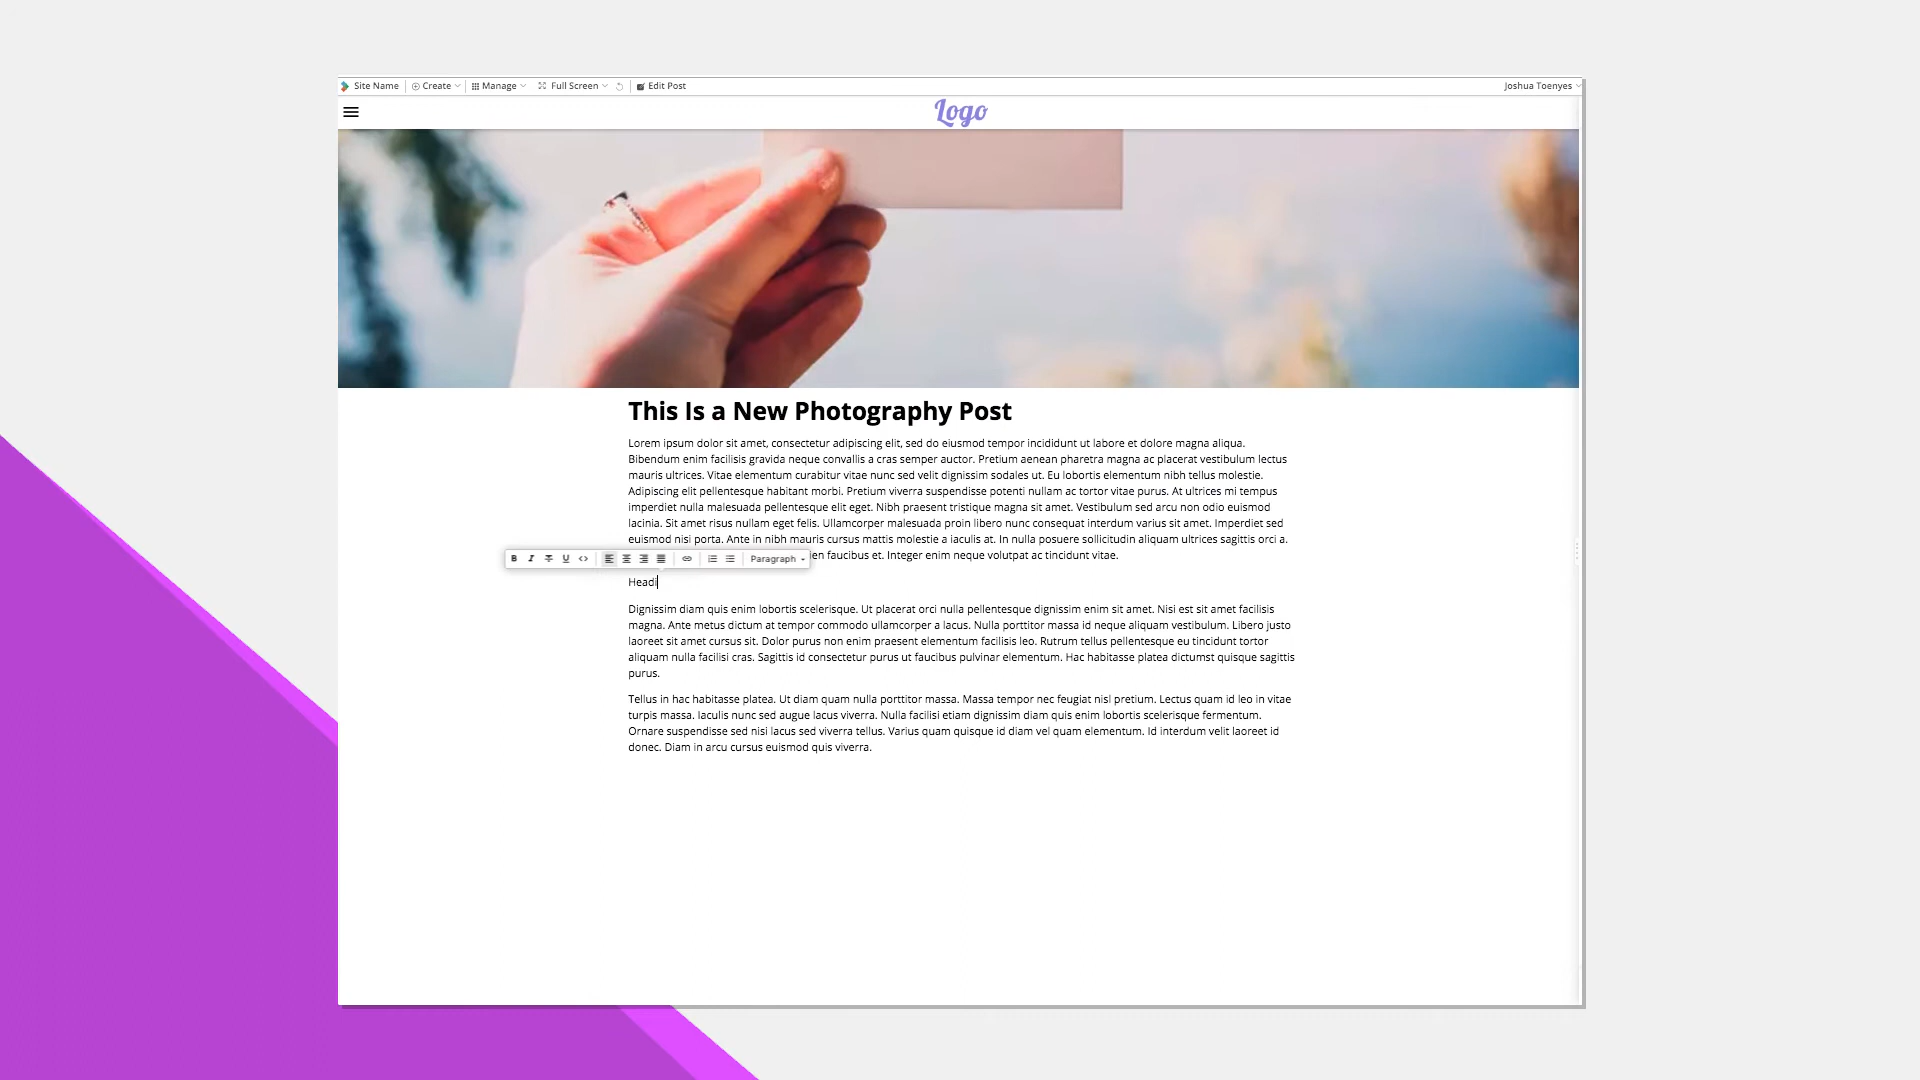 Site Name Create Manage Full Screen Edit Post Joshua Toenyes
Logo
This Is a New Photography Post
Lorem ipsum dolor sit amet, consectetur adipiscing elit, sed do eiusmod tempor incididunt ut labore et dolore magna aliqua.
Bibendum enim facilisis gravida neque convallis a cras semper auctor. Pretium aenean pharetra magna ac placerat vestibulum lectus
mauris ultrices. Vitae elementum curabitur vitae nunc sed velit dignissim sodales ut. Eu lobortis elementum nibh tellus molestie.
Adipiscing elit pellentesque habitant morbi. Pretium viverra suspendisse potenti nullam ac tortor vitae purus. At ultrices mi tempus
imperdiet nulla malesuada pellentesque elit eget. Nibh praesent tristique magna sit amet. Vestibulum sed arcu non odio euismod
lacinia. Sit amet risus nullam eget felis. Ullamcorper malesuada proin libero nunc consequat interdum varius sit amet. Imperdiet sed
euismod nisi porta. Ante in nibh mauris cursus mattis molestie a iaculis at. In nulla posuere sollicitudin aliquam ultrices sagittis orci a.
faucibus et. Integer enim neque volutpat ac tincidunt vitae.
B I U <> Paragraph
Headi
Dignissim diam quis enim lobortis scelerisque. Ut placerat orci nulla pellentesque dignissim enim sit amet. Nisi est sit amet facilisis
magna. Ante metus dictum at tempor commodo ullamcorper a lacus. Nulla porttitor massa id neque aliquam vestibulum. Libero justo
laoreet sit amet cursus sit. Dolor purus non enim praesent elementum facilisis leo. Rutrum tellus pellentesque eu tincidunt tortor
aliquam nulla facilisi cras. Sagittis id consectetur purus ut faucibus pulvinar elementum. Hac habitasse platea dictumst quisque sagittis
purus.
Tellus in hac habitasse platea. Ut diam quam nulla porttitor massa. Massa tempor nec feugiat nisl pretium. Lectus quam id leo in vitae
turpis massa. Iaculis nunc sed augue lacus viverra. Nulla facilisi etiam dignissim diam quis enim lobortis scelerisque fermentum.
Ornare suspendisse sed nisi lacus sed viverra tellus. Varius quam quisque id diam vel quam elementum. Id interdum velit laoreet id
donec. Diam in arcu cursus euismod quis viverra.